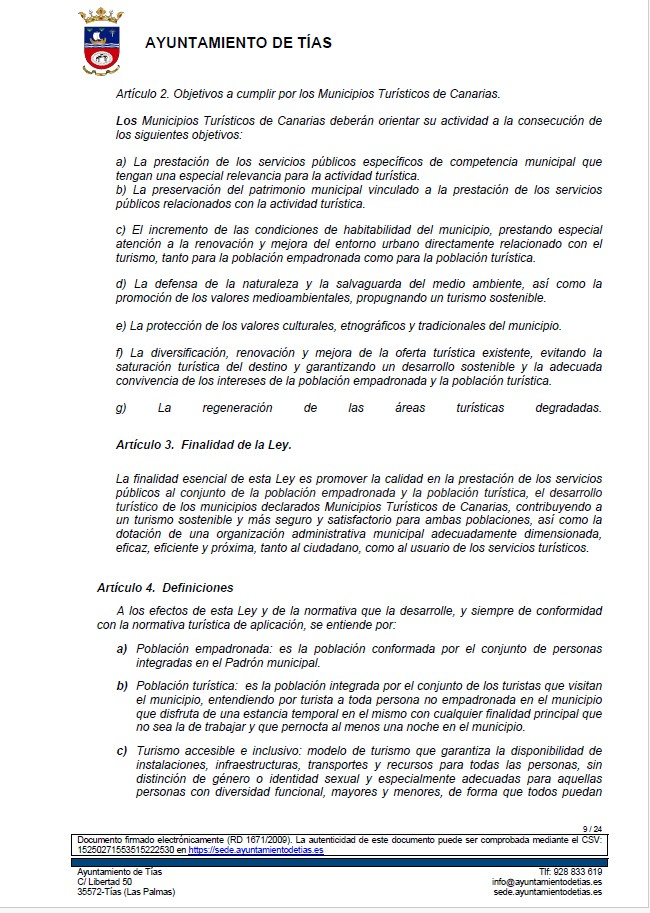 AYUNTAMIENTO DE TÍAS
Artículo 2. Objetivos a cumplir por los Municipios Turísticos de Canarias.
Los Municipios Turísticos de Canarias deberán orientar su actividad a la consecución de
los siguientes objetivos:
a) La prestación de los servicios públicos específicos de competencia municipal que
tengan una especial relevancia para la actividad turística.
b) La preservación del patrimonio municipal vinculado a la prestación de los servicios
públicos relacionados con la actividad turística.
c) El incremento de las condiciones de habitabilidad del municipio, prestando especial
atención a la renovación y mejora del entorno urbano directamente relacionado con el
turismo, tanto para la población empadronada como para la población turística.
d) La defensa de la naturaleza y la salvaguarda del medio ambiente, así como la
promoción de los valores medioambientales, propugnando un turismo sostenible.
e) La protección de los valores culturales, etnográficos y tradicionales del municipio.
f) La diversificación, renovación y mejora de la oferta turística existente, evitando la
saturación turística del destino y garantizando un desarrollo sostenible y la adecuada
convivencia de los intereses de la población empadronada y la población turística.
g) La regeneración de las áreas turísticas degradadas.
Artículo 3. Finalidad de la Ley.
La finalidad esencial de esta Ley es promover la calidad en la prestación de los servicios
públicos al conjunto de la población empadronada y la población turística, el desarrollo
turístico de los municipios declarados Municipios Turísticos de Canarias, contribuyendo a
un turismo sostenible y más seguro y satisfactorio para ambas poblaciones, así como la
dotación de una organización administrativa municipal adecuadamente dimensionada,
eficaz, eficiente y próxima, tanto al ciudadano, como al usuario de los servicios turísticos.
Artículo 4. Definiciones
A los efectos de esta Ley y de la normativa que la desarrolle, y siempre de conformidad
con la normativa turística de aplicación, se entiende por:
a) Población empadronada: es la población conformada por el conjunto de personas
integradas en el Padrón municipal.
b) Población turística: es la población integrada por el conjunto de los turistas que visitan
el municipio, entendiendo por turista a toda persona no empadronada en el municipio
que disfruta de una estancia temporal en el mismo con cualquier finalidad principal que
no sea la de trabajar y que pernocta al menos una noche en el municipio.
c) Turismo accesible e inclusivo: modelo de turismo que garantiza la disponibilidad de
instalaciones, infraestructuras, transportes y recursos para todas las personas, sin
distinción de género o identidad sexual y especialmente adecuadas para aquellas
personas con diversidad funcional, mayores y menores, de forma que todos puedan
9 / 24
Documento firmado electrónicamente (RD 1671/2009). La autenticidad de este documento puede ser comprobada mediante el CSV:
15250271553515222530 en https://sede.ayuntamientodetias.es
Ayuntamiento de Tías
C/ Libertad 50
35572-Tías (Las Palmas)
Tlf: 928 833 619
info@ayuntamientodetias.es
sede.ayuntamientodetias.es